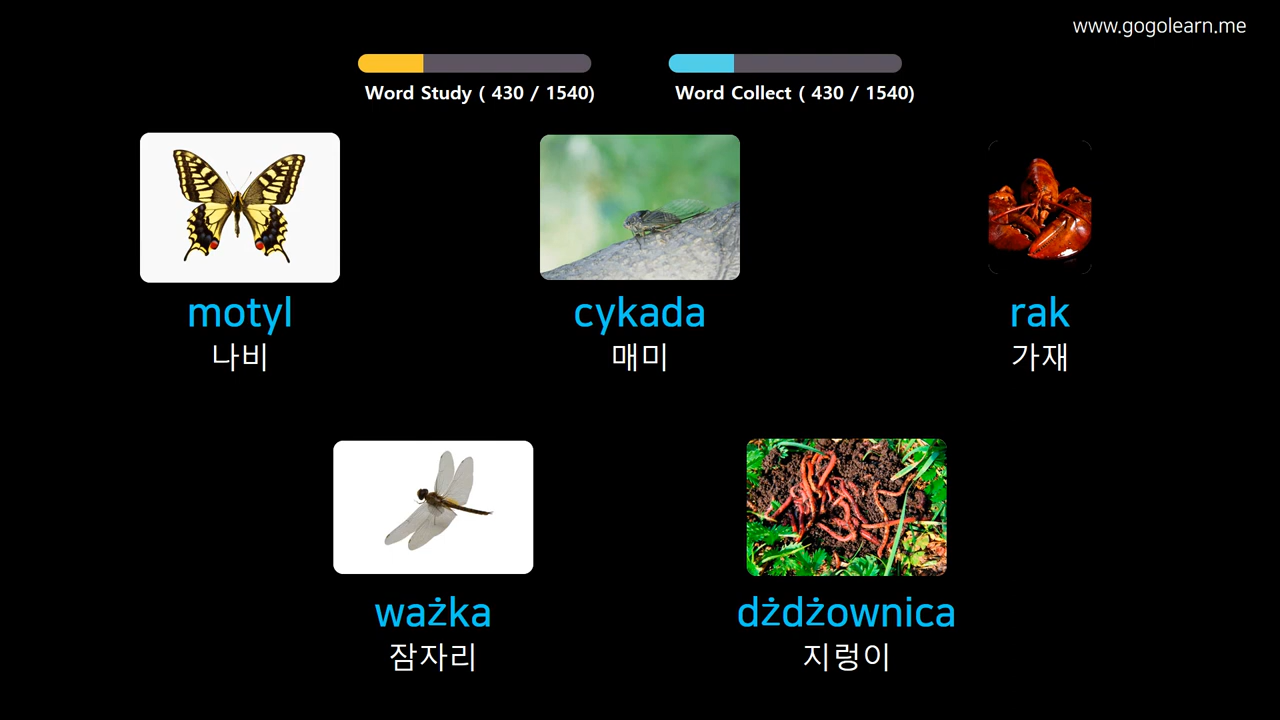 www.gogolearn.me
Word Study ( 430 / 1540)
Word Collect ( 430 / 1540)
motyl
나비
cykada
매미
rak
가재
ważka
잠자리
dżdżownica
지렁이